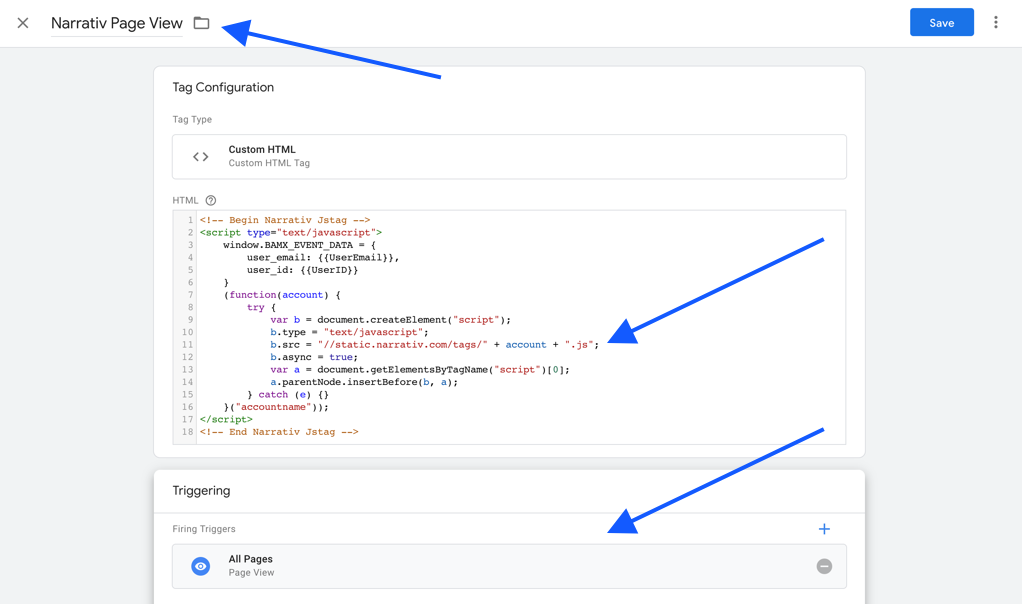 Narrativ Page View
Save
Tag Configuration
Tag Type
Custom HTML
Custom HTML Tag
HTML
1 <!-- Begin Narrativ Jstag -->
2 <script type="text/javascript">
3     window.BAMX_EVENT_DATA = {
4         user_email: {{UserEmail}},
5         user_id: {{UserID}}
6     }
7     (function(account) {
8         try {
9             var b = document.createElement("script");
10             b.type = "text/javascript";
11             b.src = "//static.narrativ.com/tags/" + account + ".js";
12             b.async = true;
13             var a = document.getElementsByTagName("script")[0];
14             a.parentNode.insertBefore(b, a);
15         } catch (e) {}
16     }("accountname"));
17 </script>
18 <!-- End Narrativ Jstag -->
Triggering
Firing Triggers
All Pages
Page View